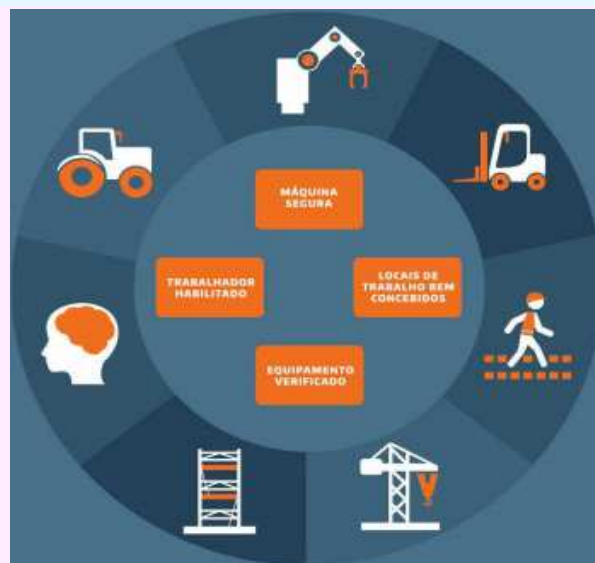 MÁQUINA
SEGURA
TRABALHADOR
HABILITADO
LOCAIS DE
TRABALHO BEM
CONCEBIDOS
EQUIPAMENTO
VERIFICADO